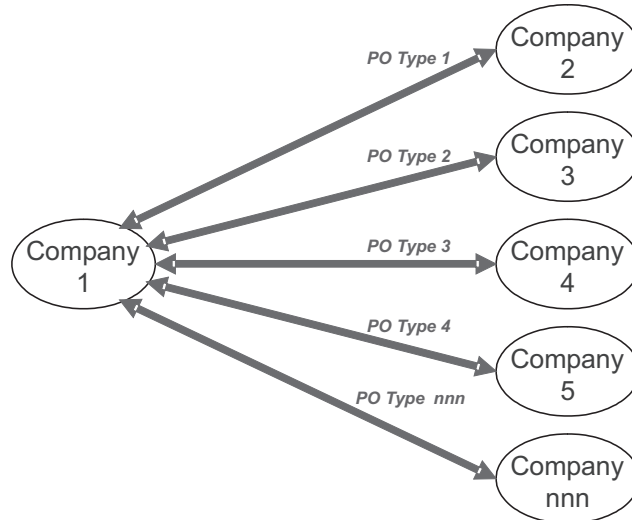 PO Type 1
Company
2
PO Type 2
Company
3
Company
1
PO Type 3
Company
4
PO Type 4
Company
5
PO Type nnn
Company
nnn